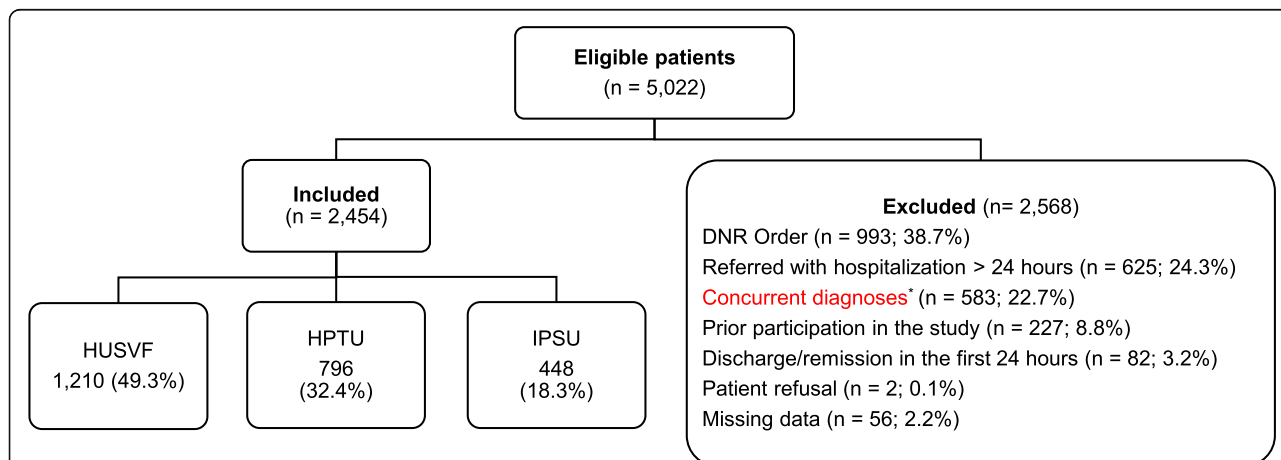 Eligible patients
(n = 5,022)
Included
(n = 2,454)
HUSVF
1,210 (49.3%)
HPTU
796
(32.4%)
IPSU
448
(18.3%)
Excluded (n= 2,568)
DNR Order (n = 993; 38.7%)
Referred with hospitalization > 24 hours (n = 625; 24.3%)
Concurrent diagnoses* (n = 583; 22.7%)
Prior participation in the study (n = 227; 8.8%)
Discharge/remission in the first 24 hours (n = 82; 3.2%)
Patient refusal (n = 2; 0.1%)
Missing data (n = 56; 2.2%)